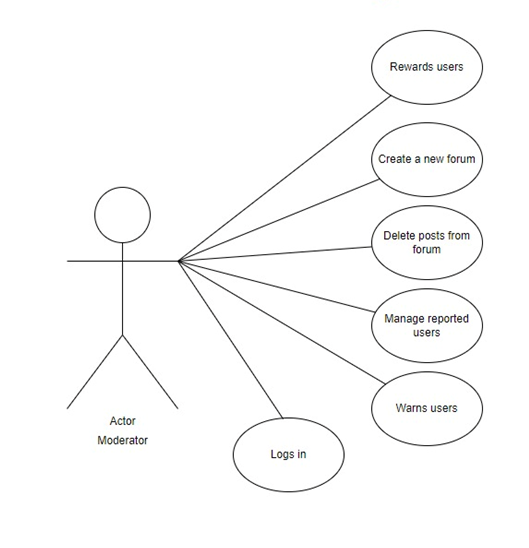 Rewards users
Create a new forum
Delete posts from
forum
Manage reported
users
Warns users
Logs in
Actor
Moderator